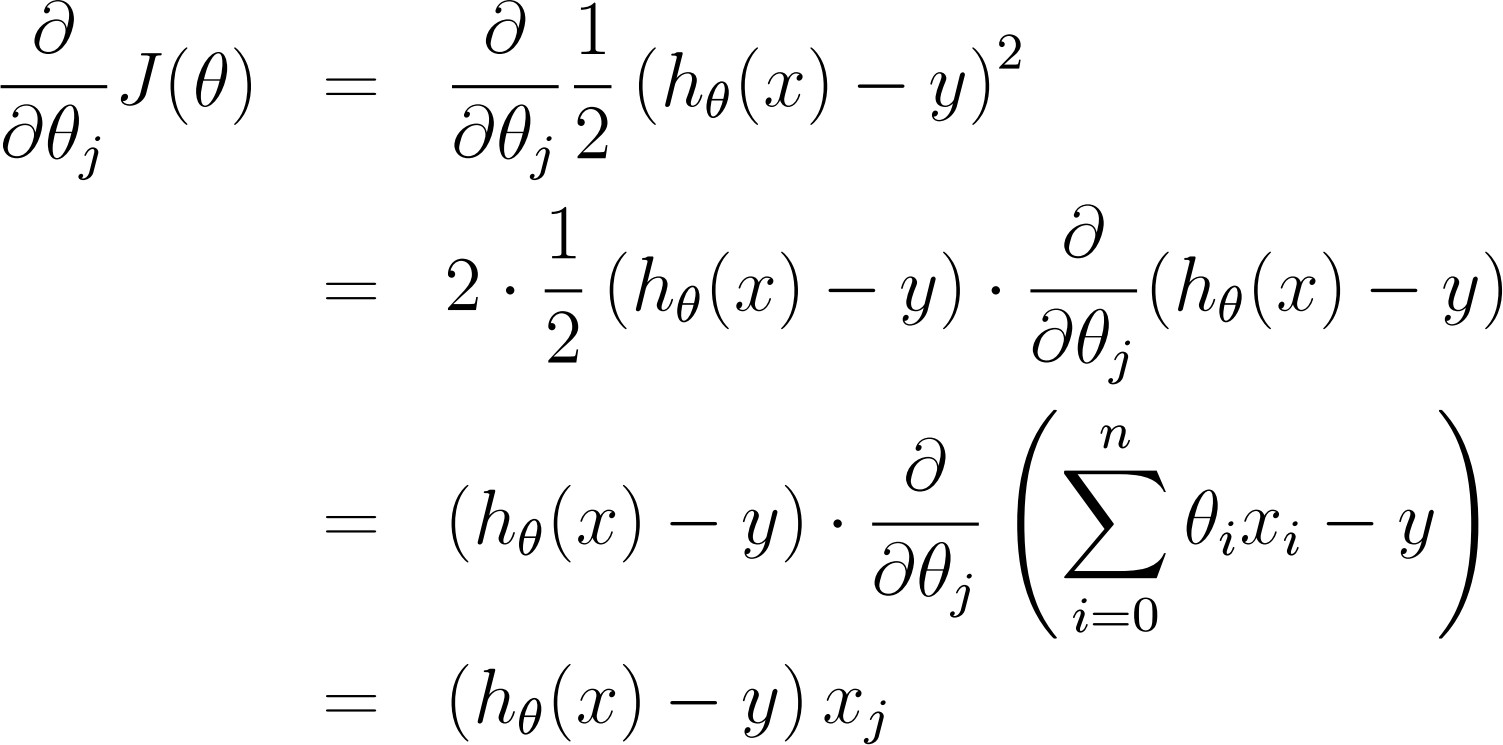 ∂/∂θ_j J(θ) = ∂/∂θ_j 1/2 (h_θ(x) − y)^2
= 2 · 1/2 (h_θ(x) − y) · ∂/∂θ_j (h_θ(x) − y)
= (h_θ(x) − y) · ∂/∂θ_j (∑_{i=0}^{n} θ_i x_i − y)
= (h_θ(x) − y) x_j